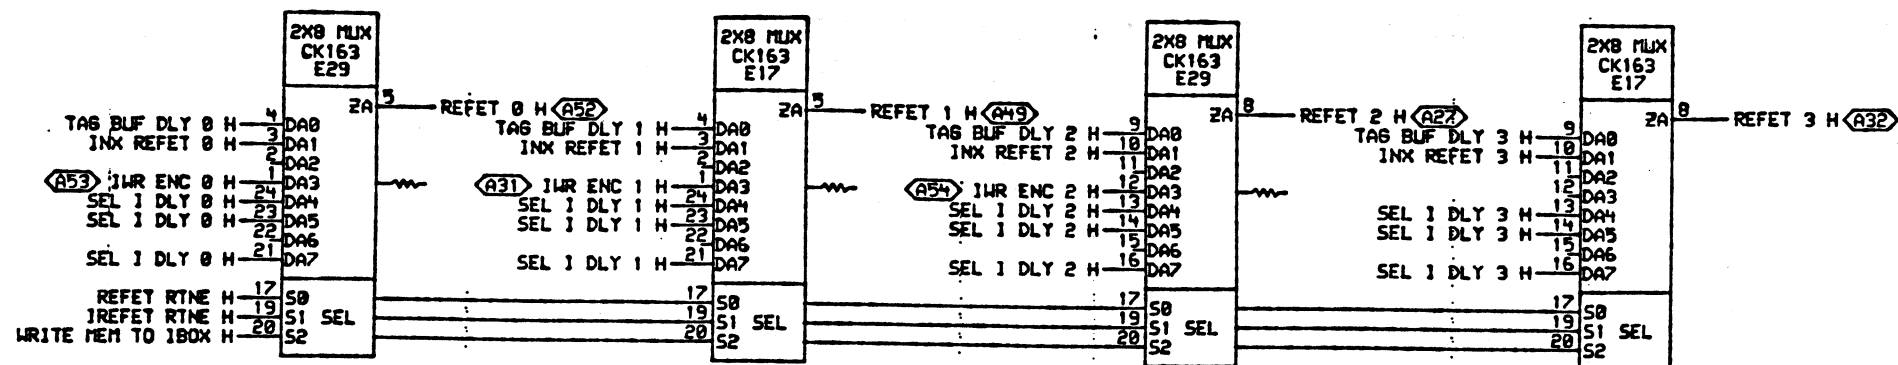 2X8 MUX
CK163
E29
ZA 5 REFET 0 H A52
TAG BUF DLY 0 H 4 DA0
INX REFET 0 H 3 DA1
2 DA2
A53 IWR ENC 0 H 1 DA3
SEL I DLY 0 H 24 DA4
SEL I DLY 0 H 23 DA5
22 DA6
SEL I DLY 0 H 21 DA7
REFET RTNE H 17 S0
IREFET RTNE H 19 S1 SEL
WRITE MEM TO IBOX H 20 S2
2X8 MUX
CK163
E17
ZA 5 REFET 1 H A49
TAG BUF DLY 1 H 4 DA0
INX REFET 1 H 3 DA1
2 DA2
A31 IWR ENC 1 H 1 DA3
SEL I DLY 1 H 24 DA4
SEL I DLY 1 H 23 DA5
22 DA6
SEL I DLY 1 H 21 DA7
17 S0
19 S1 SEL
20 S2
2X8 MUX
CK163
E29
ZA 8 REFET 2 H A27
TAG BUF DLY 2 H 9 DA0
INX REFET 2 H 10 DA1
11 DA2
A54 IWR ENC 2 H 12 DA3
SEL I DLY 2 H 13 DA4
SEL I DLY 2 H 14 DA5
15 DA6
SEL I DLY 2 H 16 DA7
17 S0
19 S1 SEL
20 S2
2X8 MUX
CK163
E17
ZA 8 REFET 3 H A32
TAG BUF DLY 3 H 9 DA0
INX REFET 3 H 10 DA1
11 DA2
12 DA3
SEL I DLY 3 H 13 DA4
SEL I DLY 3 H 14 DA5
15 DA6
SEL I DLY 3 H 16 DA7
17 S0
19 S1 SEL
20 S2